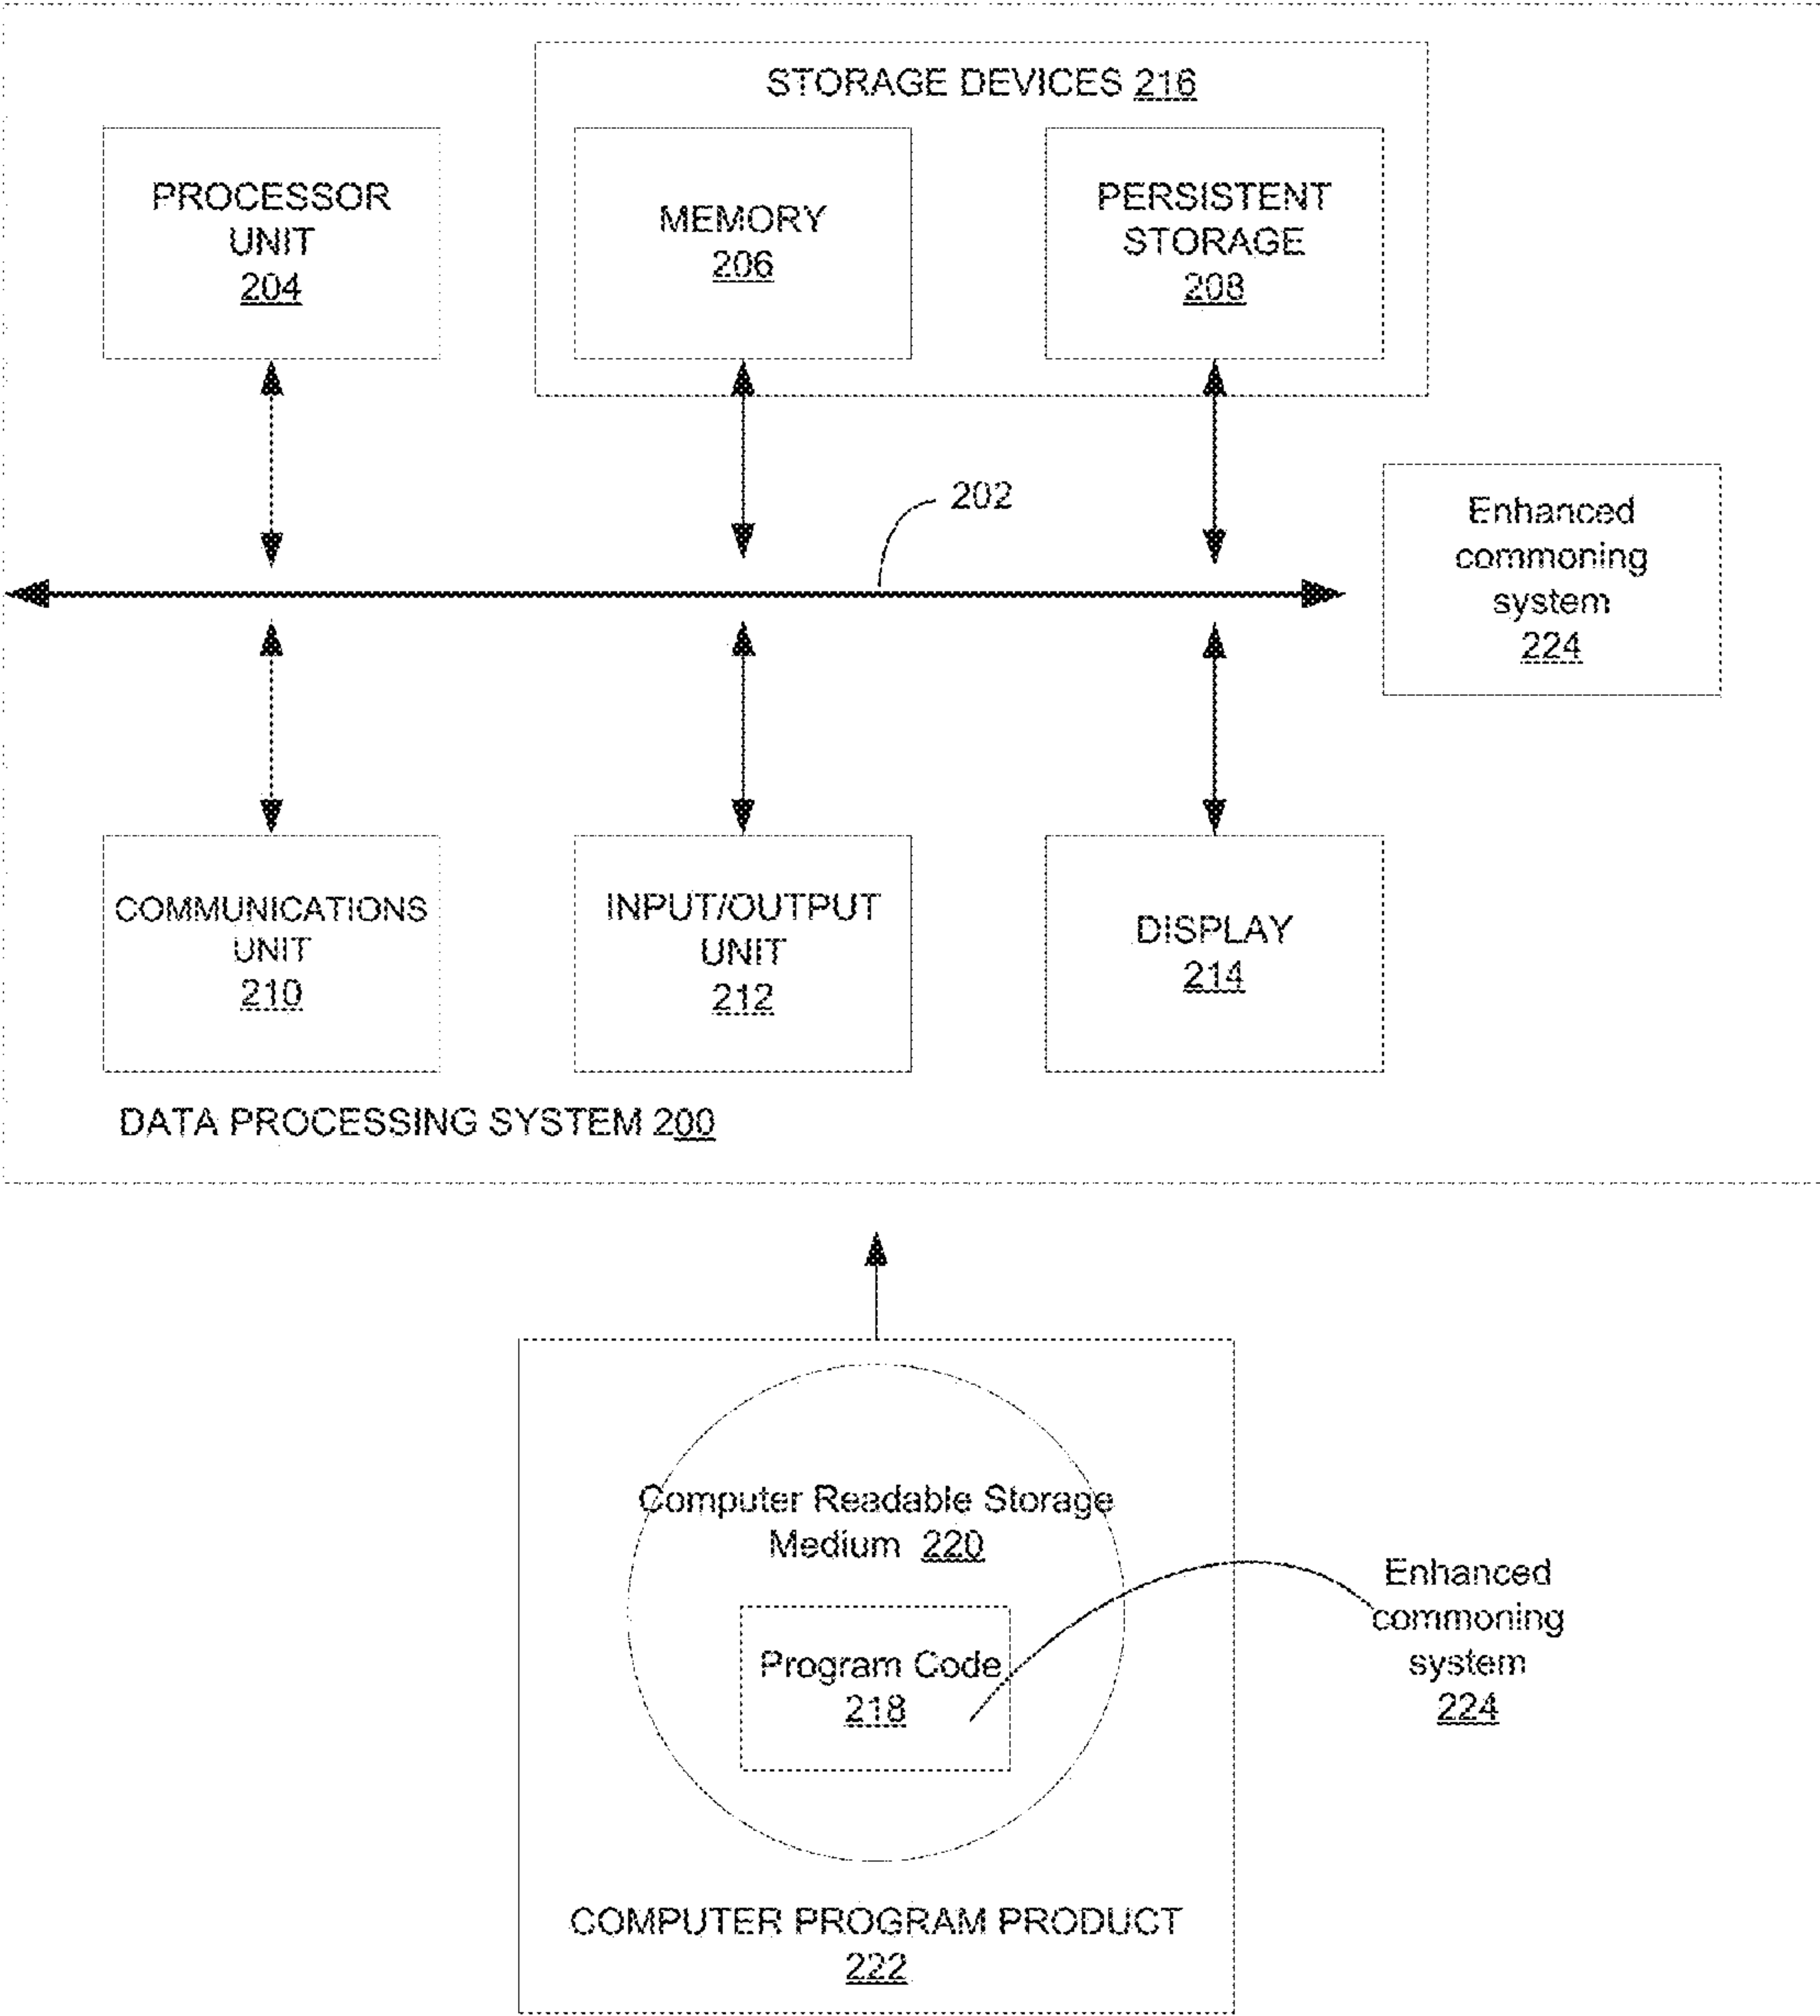 STORAGE DEVICES 216
PROCESSOR
UNIT
204
MEMORY
206
PERSISTENT
STORAGE
208
202
Enhanced
commoning
system
224
COMMUNICATIONS
UNIT
210
INPUT/OUTPUT
UNIT
212
DISPLAY
214
DATA PROCESSING SYSTEM 200
Computer Readable Storage
Medium 220
Program Code
218
Enhanced
commoning
system
224
COMPUTER PROGRAM PRODUCT
222